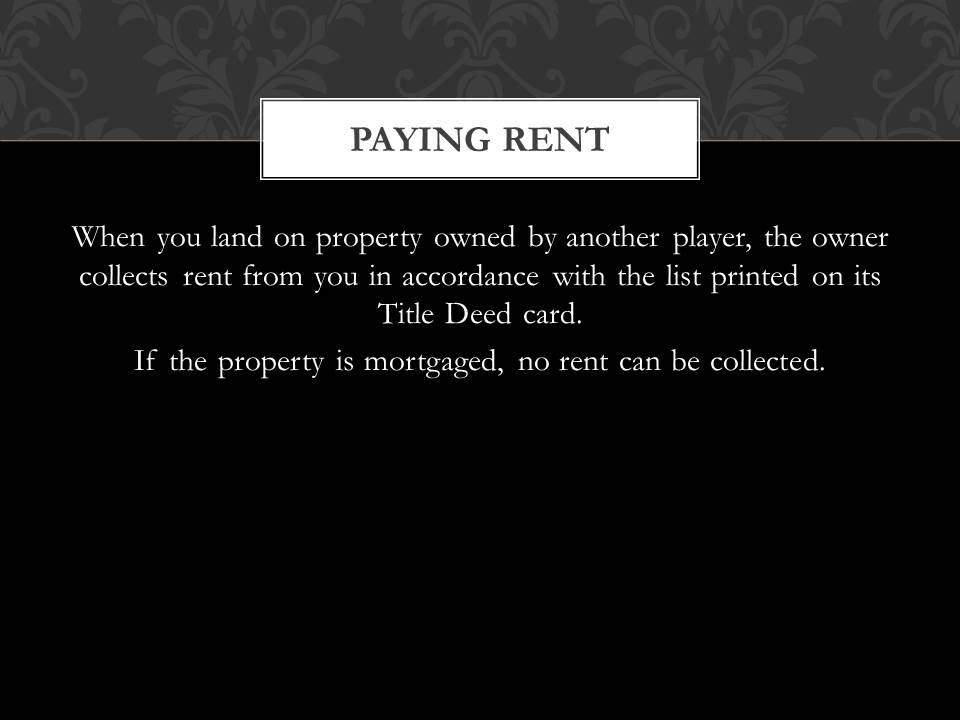 PAYING RENT
When you land on property owned by another player, the owner
collects rent from you in accordance with the list printed on its
Title Deed card.
If the property is mortgaged, no rent can be collected.